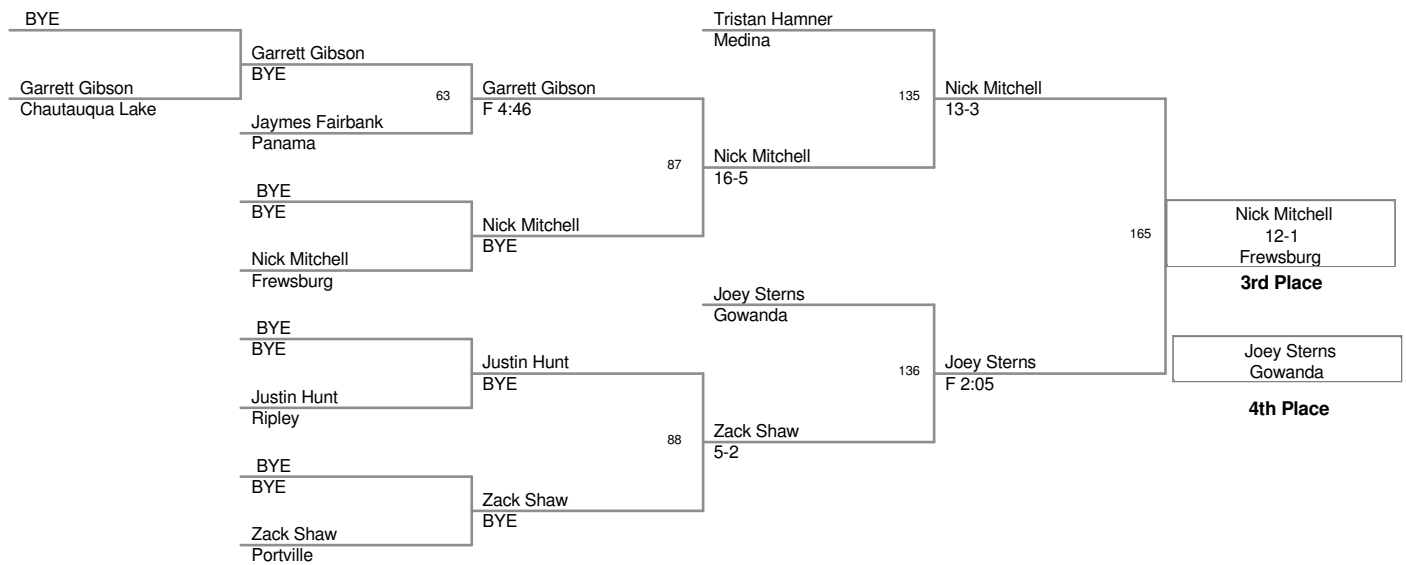 BYE
Garrett Gibson
Chautauqua Lake
Garrett Gibson
BYE
63
Jaymes Fairbank
Panama
BYE
BYE
Nick Mitchell
Frewsburg
BYE
BYE
Justin Hunt
Ripley
BYE
BYE
Zack Shaw
Portville
Garrett Gibson
F 4:46
87
Nick Mitchell
BYE
Justin Hunt
BYE
88
Zack Shaw
BYE
Tristan Hamner
Medina
135
Nick Mitchell
16-5
Joey Sterns
Gowanda
136
Zack Shaw
5-2
Nick Mitchell
13-3
165
Joey Sterns
F 2:05
Nick Mitchell
12-1
Frewsburg
3rd Place
Joey Sterns
Gowanda
4th Place